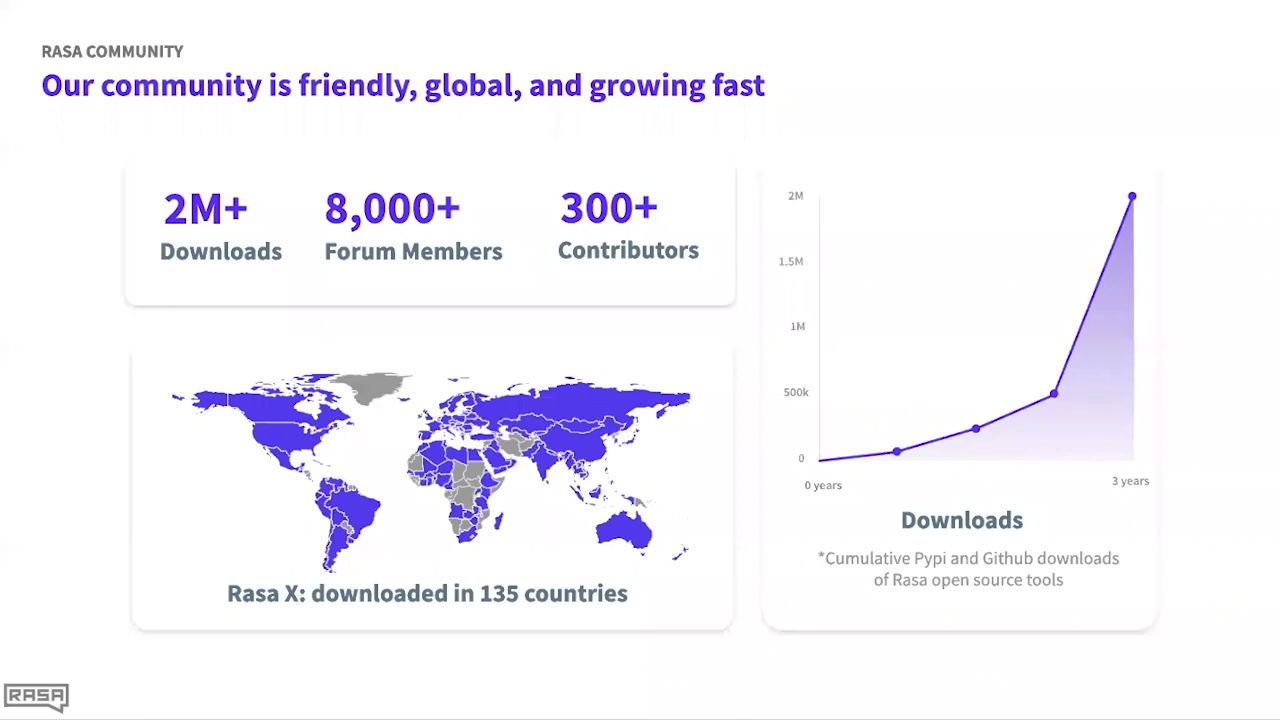 RASA COMMUNITY
Our community is friendly, global, and growing fast
2M+
Downloads
8,000+
Forum Members
300+
Contributors
Rasa X: downloaded in 135 countries
2M
1.5M
1M
500k
0
0 years
3 years
Downloads
*Cumulative Pypi and Github downloads
of Rasa open source tools
RASA